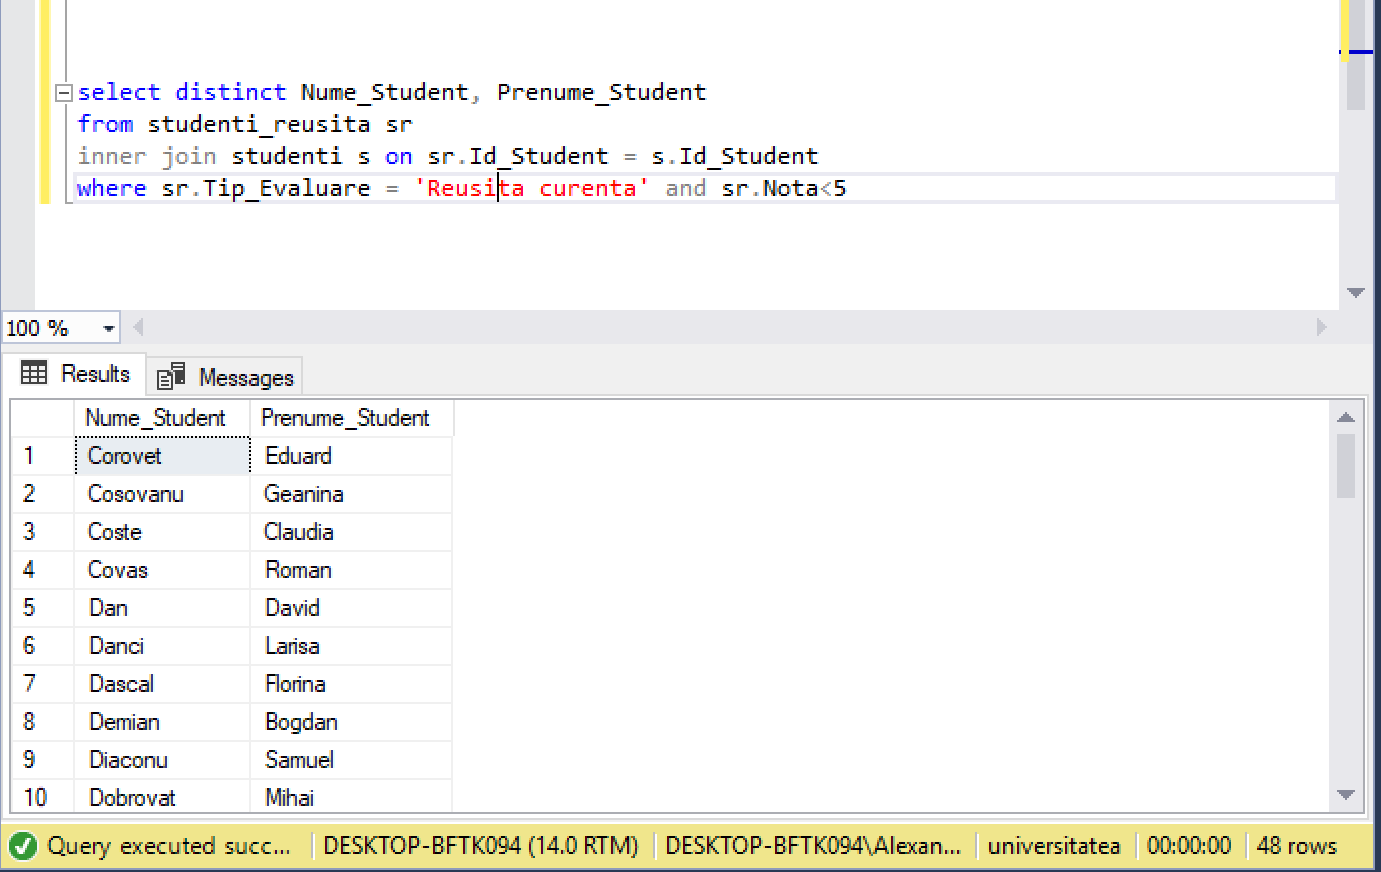 select distinct Nume_Student, Prenume_Student
from studenti_reusita sr
inner join studenti s on sr.Id_Student = s.Id_Student
where sr.Tip_Evaluare = 'Reusita curenta' and sr.Nota<5
100 %
Results Messages
Nume_Student Prenume_Student
1 Corovet Eduard
2 Cosovanu Geanina
3 Coste Claudia
4 Covas Roman
5 Dan David
6 Danci Larisa
7 Dascal Florina
8 Demian Bogdan
9 Diaconu Samuel
10 Dobrovat Mihai
Query executed succ... DESKTOP-BFTK094 (14.0 RTM) DESKTOP-BFTK094\Alexan... universitatea 00:00:00 48 rows